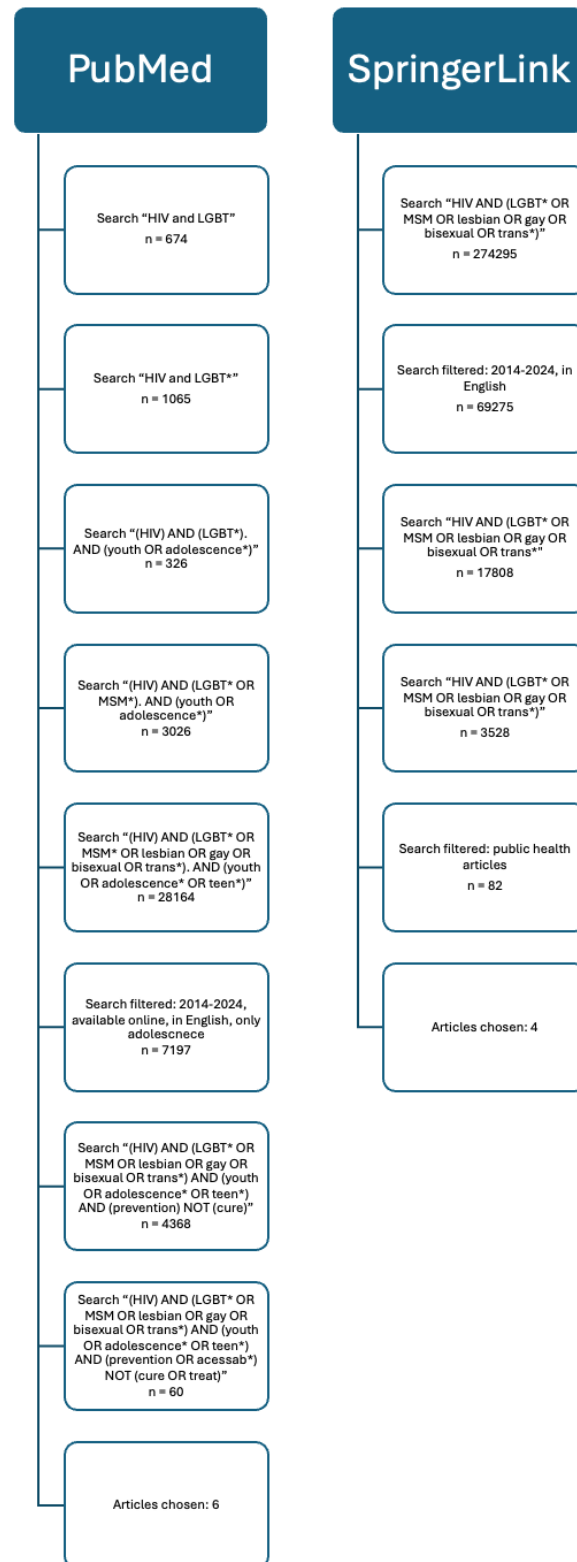 PubMed
Search “HIV and LGBT”
n = 674
Search “HIV and LGBT*”
n = 1065
Search “(HIV) AND (LGBT*).
AND (youth OR adolescence*)”
n = 326
Search “(HIV) AND (LGBT* OR
MSM*). AND (youth OR
adolescence*)”
n = 3026
Search “(HIV) AND (LGBT* OR
MSM* OR lesbian OR gay OR
bisexual OR trans*). AND (youth
OR adolescence* OR teen*)”
n = 28164
Search filtered: 2014-2024,
available online, in English, only
adolescnece
n = 7197
Search “(HIV) AND (LGBT* OR
MSM OR lesbian OR gay OR
bisexual OR trans*) AND (youth
OR adolescence* OR teen*)
AND (prevention) NOT (cure)”
n = 4368
Search “(HIV) AND (LGBT* OR
MSM OR lesbian OR gay OR
bisexual OR trans*) AND (youth
OR adolescence* OR teen*)
AND (prevention OR acessab*)
NOT (cure OR treat)”
n = 60
Articles chosen: 6
SpringerLink
Search “HIV AND (LGBT* OR
MSM OR lesbian OR gay OR
bisexual OR trans*)”
n = 274295
Search filtered: 2014-2024, in
English
n = 69275
Search “HIV AND (LGBT* OR
MSM OR lesbian OR gay OR
bisexual OR trans*"
n = 17808
Search “HIV AND (LGBT* OR
MSM OR lesbian OR gay OR
bisexual OR trans*)”
n = 3528
Search filtered: public health
articles
n = 82
Articles chosen: 4